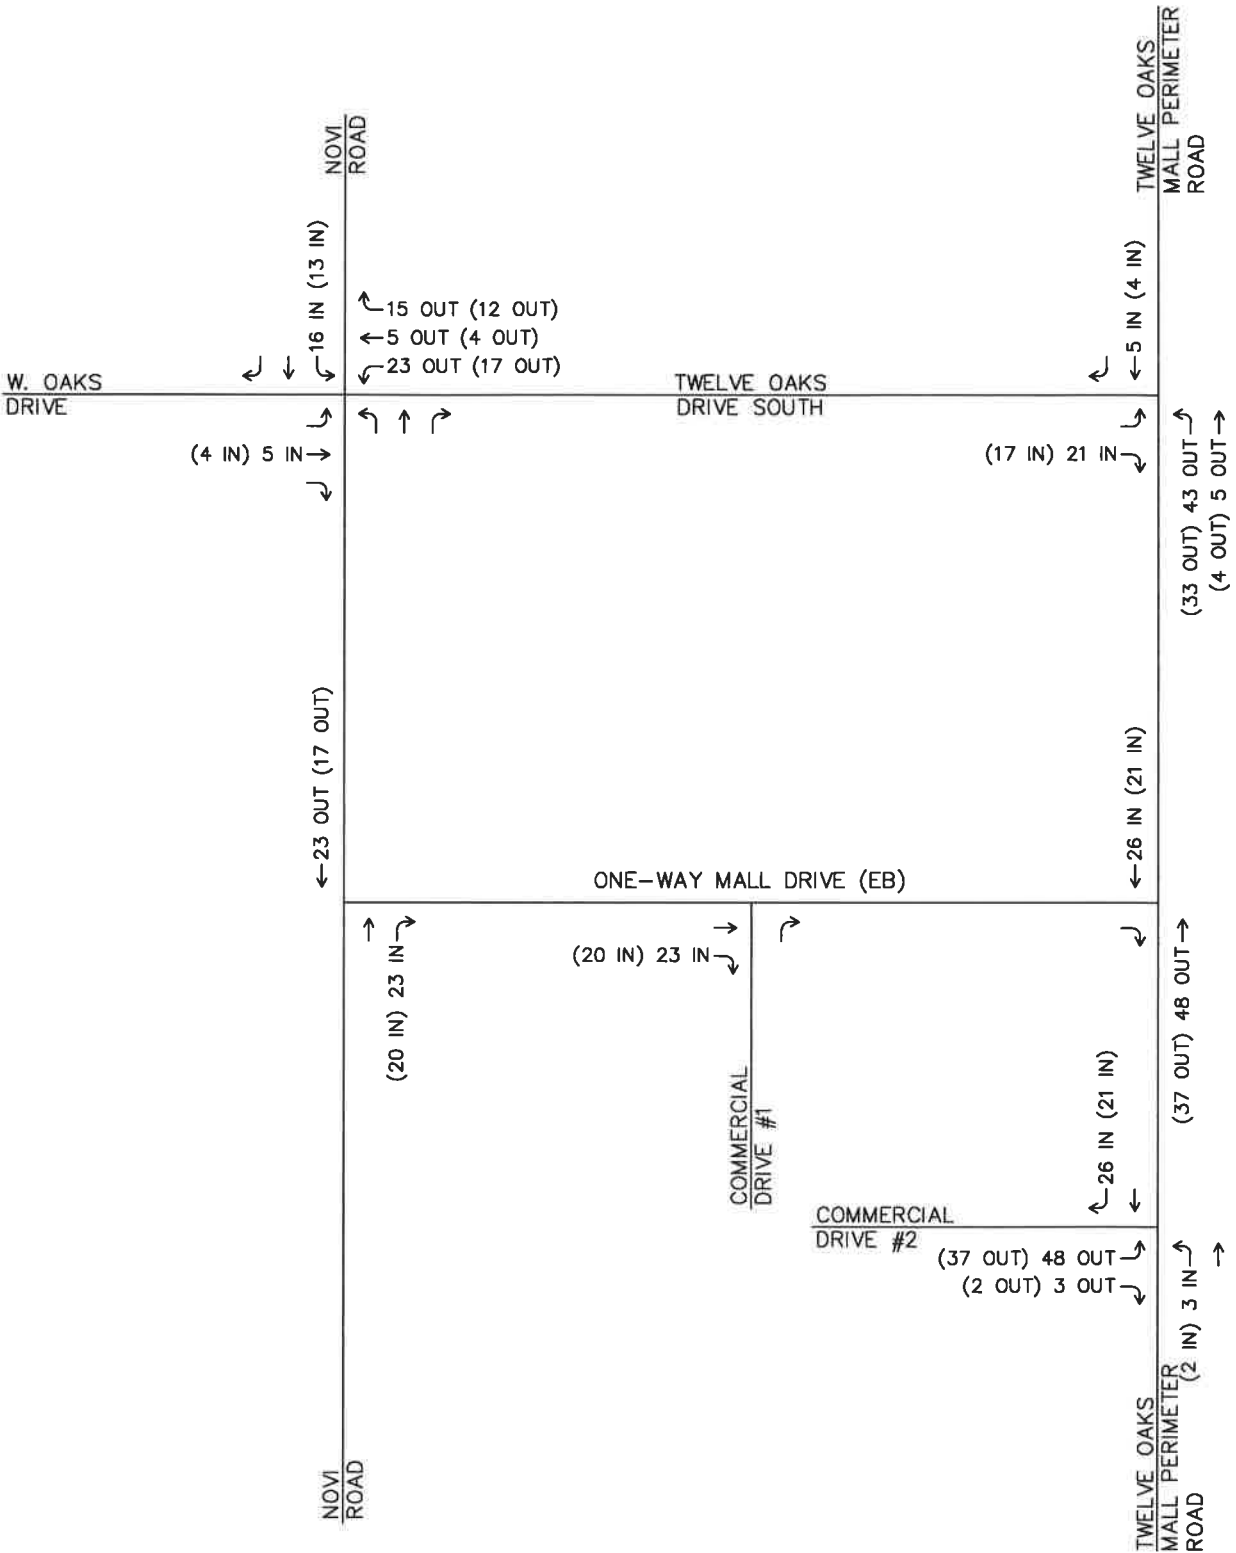 TWELVE OAKS
MALL PERIMETER
ROAD
NOVI
ROAD
16 IN (13 IN)
15 OUT (12 OUT)
5 OUT (4 OUT)
23 OUT (17 OUT)
5 IN (4 IN)
W. OAKS
DRIVE
TWELVE OAKS
DRIVE SOUTH
(4 IN) 5 IN
(17 IN) 21 IN
(33 OUT) 43 OUT
(4 OUT) 5 OUT
23 OUT (17 OUT)
26 IN (21 IN)
ONE-WAY MALL DRIVE (EB)
(20 IN) 23 IN
(20 IN) 23 IN
(37 OUT) 48 OUT
COMMERCIAL
DRIVE #1
26 IN (21 IN)
COMMERCIAL
DRIVE #2
(37 OUT) 48 OUT
(2 OUT) 3 OUT
(2 IN) 3 IN
NOVI
ROAD
TWELVE OAKS
MALL PERIMETER
ROAD